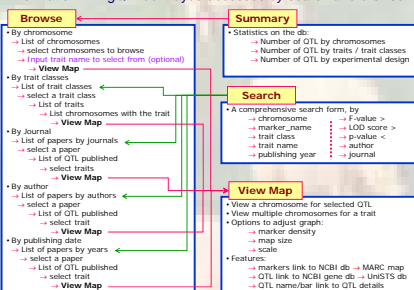 Browse
• By chromosome
→ List of chromosomes
→ select chromosomes to browse
→ Input trait name to select from (optional)
→ View Map
• By trait classes
→ List of trait classes
→ select a trait class
→ List of traits
→ List chromosomes with the trait
→ View Map
• By Journal
→ List of papers by journals
→ select a paper
→ List of QTL published
→ select traits
→ View Map
• By author
→ List of papers by authors
→ select a paper
→ List of QTL published
→ select trait
→ View Map
• By publishing date
→ List of papers by years
→ select a paper
→ List of QTL published
→ select trait
→ View Map
Summary
• Statistics on the db:
→ Number of QTL by chromosomes
→ Number of QTL by traits / trait classes
→ Number of QTL by experimental design
Search
• A comprehensive search form, by
→ chromosome → F-value >
→ marker_name → LOD score >
→ trait class → p-value <
→ trait name → author
→ publishing year → journal
View Map
• View a chromosome for selected QTL
• View multiple chromosomes for a trait
• Options to adjust graph:
→ marker density
→ map size
→ scale
• Features:
→ markers link to NCBI db → MARC map
→ QTL link to NCBI gene db → UniSTS db
→ QTL name/bar link to QTL details